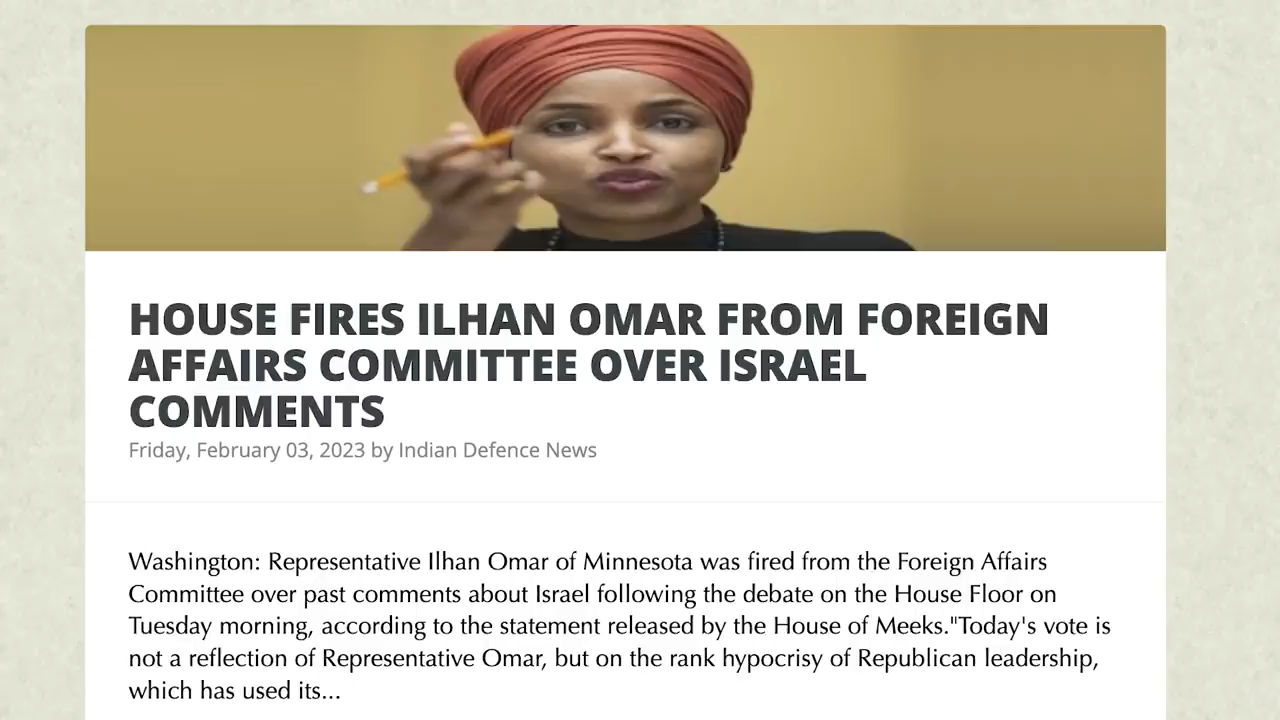 HOUSE FIRES ILHAN OMAR FROM FOREIGN
AFFAIRS COMMITTEE OVER ISRAEL
COMMENTS
Friday, February 03, 2023 by Indian Defence News
Washington: Representative Ilhan Omar of Minnesota was fired from the Foreign Affairs
Committee over past comments about Israel following the debate on the House Floor on
Tuesday morning, according to the statement released by the House of Meeks."Today's vote is
not a reflection of Representative Omar, but on the rank hypocrisy of Republican leadership,
which has used its...